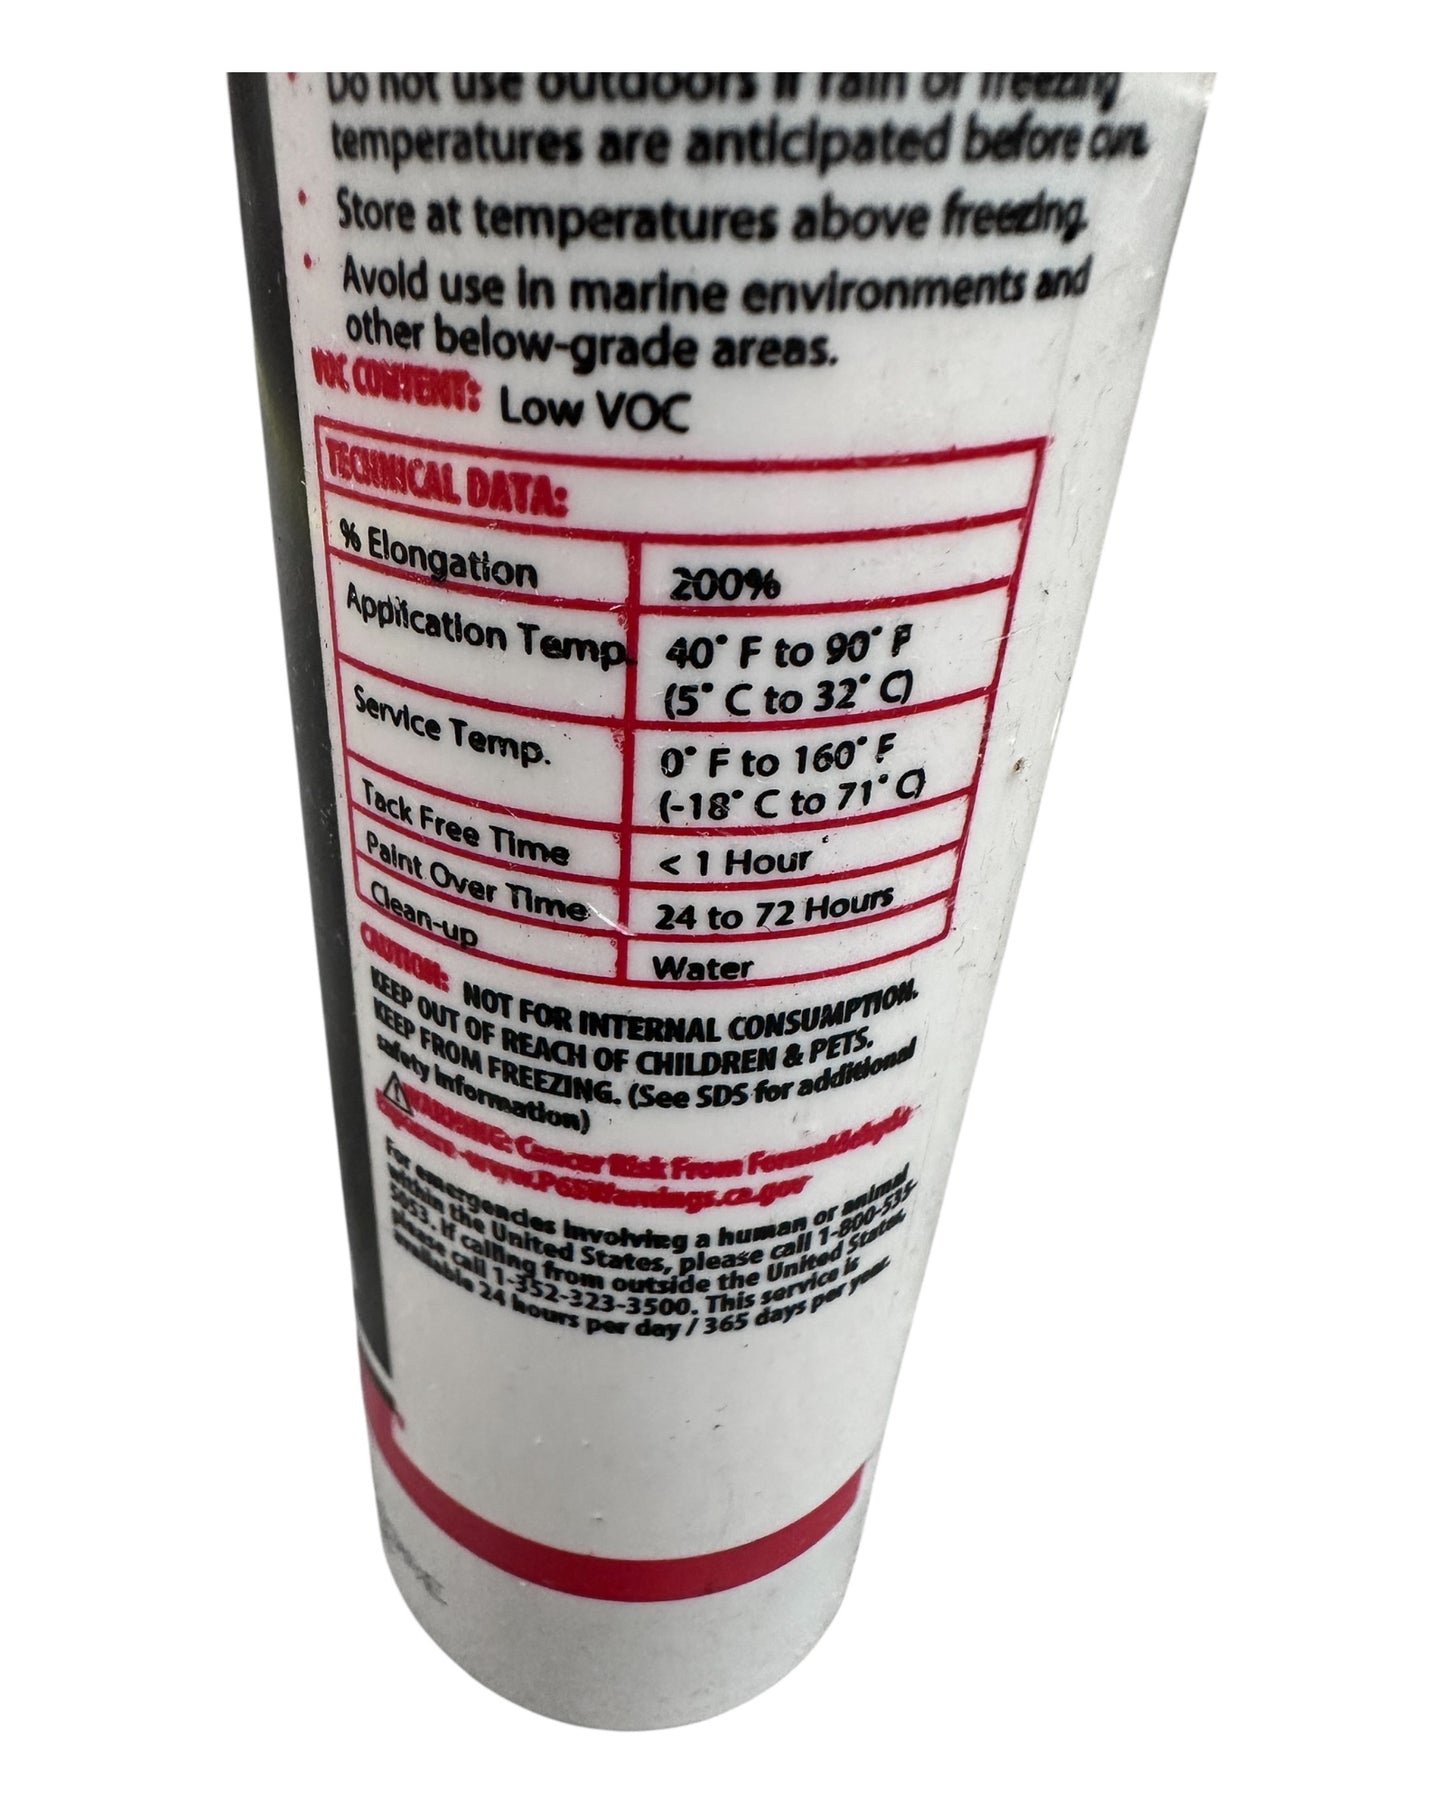 Do not use outdoors if rain or freezing
temperatures are anticipated before cure.
Store at temperatures above freezing.
Avoid use in marine environments and
other below-grade areas.
VOC CONTENT: Low VOC
TECHNICAL DATA:
% Elongation 200%
Application Temp. 40° F to 90° F
(5° C to 32° C)
Service Temp. 0° F to 160° F
(-18° C to 71° C)
Tack Free Time < 1 Hour
Paint Over Time 24 to 72 Hours
Clean-up Water
CAUTION: NOT FOR INTERNAL CONSUMPTION.
KEEP OUT OF REACH OF CHILDREN & PETS.
KEEP FROM FREEZING. (See SDS for additional
safety information)
WARNING: Cancer Risk From Formaldehyde
exposure -www.P65Warnings.ca.gov
For emergencies involving a human or animal
within the United States, please call 1-800-535-
5053. If calling from outside the United States,
please call 1-352-323-3500. This service is
available 24 hours per day / 365 days per year.